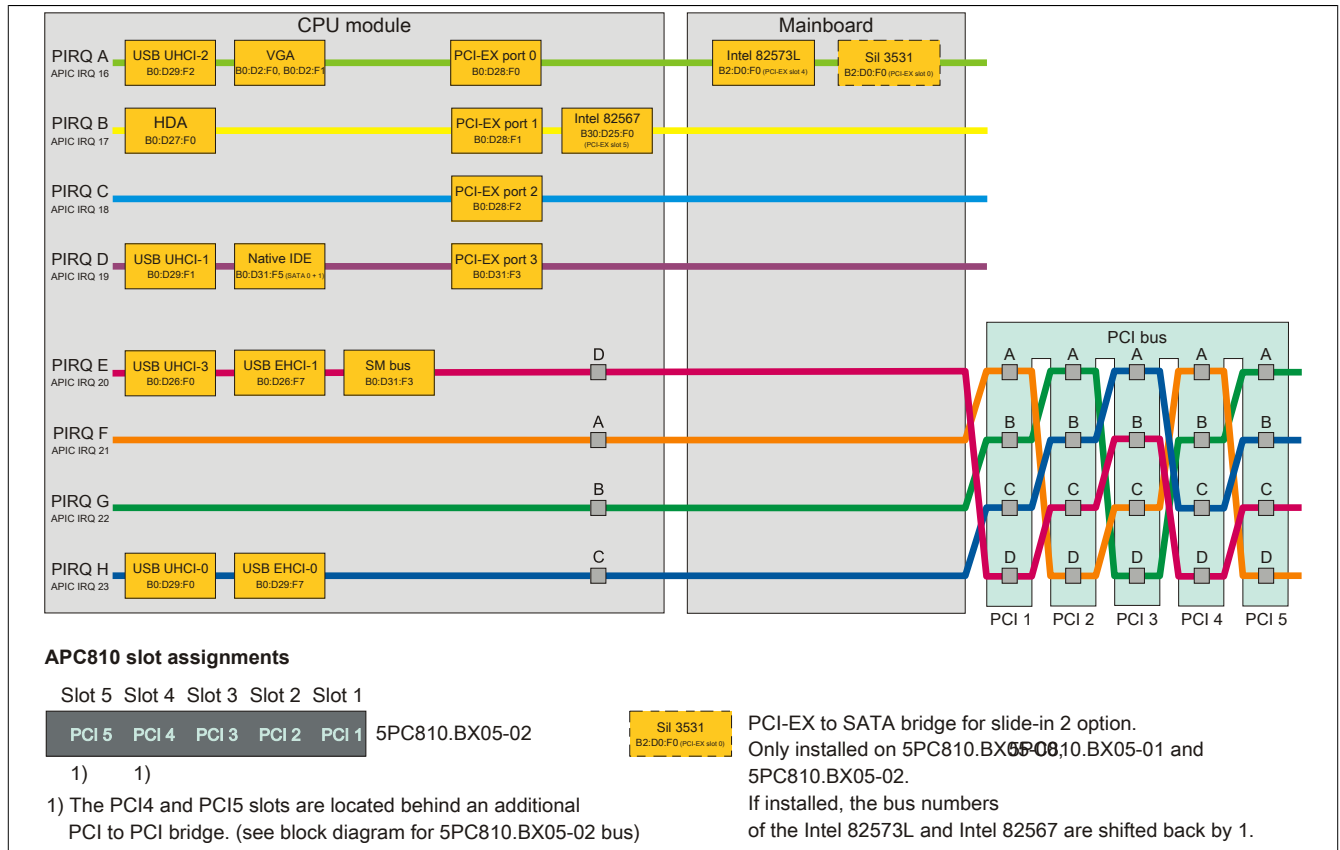 CPU module
Mainboard
PIRQ A
APIC IRQ 16
USB UHCI-2
B0:D29:F2
VGA
B0:D2:F0, B0:D2:F1
PCI-EX port 0
B0:D28:F0
Intel 82573L
B2:D0:F0 (PCI-EX slot 4)
Sil 3531
B2:D0:F0 (PCI-EX slot 0)
PIRQ B
APIC IRQ 17
HDA
B0:D27:F0
PCI-EX port 1
B0:D28:F1
Intel 82567
B30:D25:F0
(PCI-EX slot 5)
PIRQ C
APIC IRQ 18
PCI-EX port 2
B0:D28:F2
PIRQ D
APIC IRQ 19
USB UHCI-1
B0:D29:F1
Native IDE
B0:D31:F5 (SATA 0 + 1)
PCI-EX port 3
B0:D31:F3
PCI bus
PIRQ E
APIC IRQ 20
USB UHCI-3
B0:D26:F0
USB EHCI-1
B0:D26:F7
SM bus
B0:D31:F3
D
A A A A A
PIRQ F
APIC IRQ 21
A
B B B B B
PIRQ G
APIC IRQ 22
B
C C C C C
PIRQ H
APIC IRQ 23
USB UHCI-0
B0:D29:F0
USB EHCI-0
B0:D29:F7
C
D D D D D
PCI 1 PCI 2 PCI 3 PCI 4 PCI 5
APC810 slot assignments
Slot 5 Slot 4 Slot 3 Slot 2 Slot 1
PCI 5 PCI 4 PCI 3 PCI 2 PCI 1
5PC810.BX05-02
1) 1)
1) The PCI4 and PCI5 slots are located behind an additional
PCI to PCI bridge. (see block diagram for 5PC810.BX05-02 bus)
Sil 3531
B2:D0:F0 (PCI-EX slot 0)
PCI-EX to SATA bridge for slide-in 2 option.
Only installed on 5PC810.BX05-00, 5PC810.BX05-01 and
5PC810.BX05-02.
If installed, the bus numbers
of the Intel 82573L and Intel 82567 are shifted back by 1.